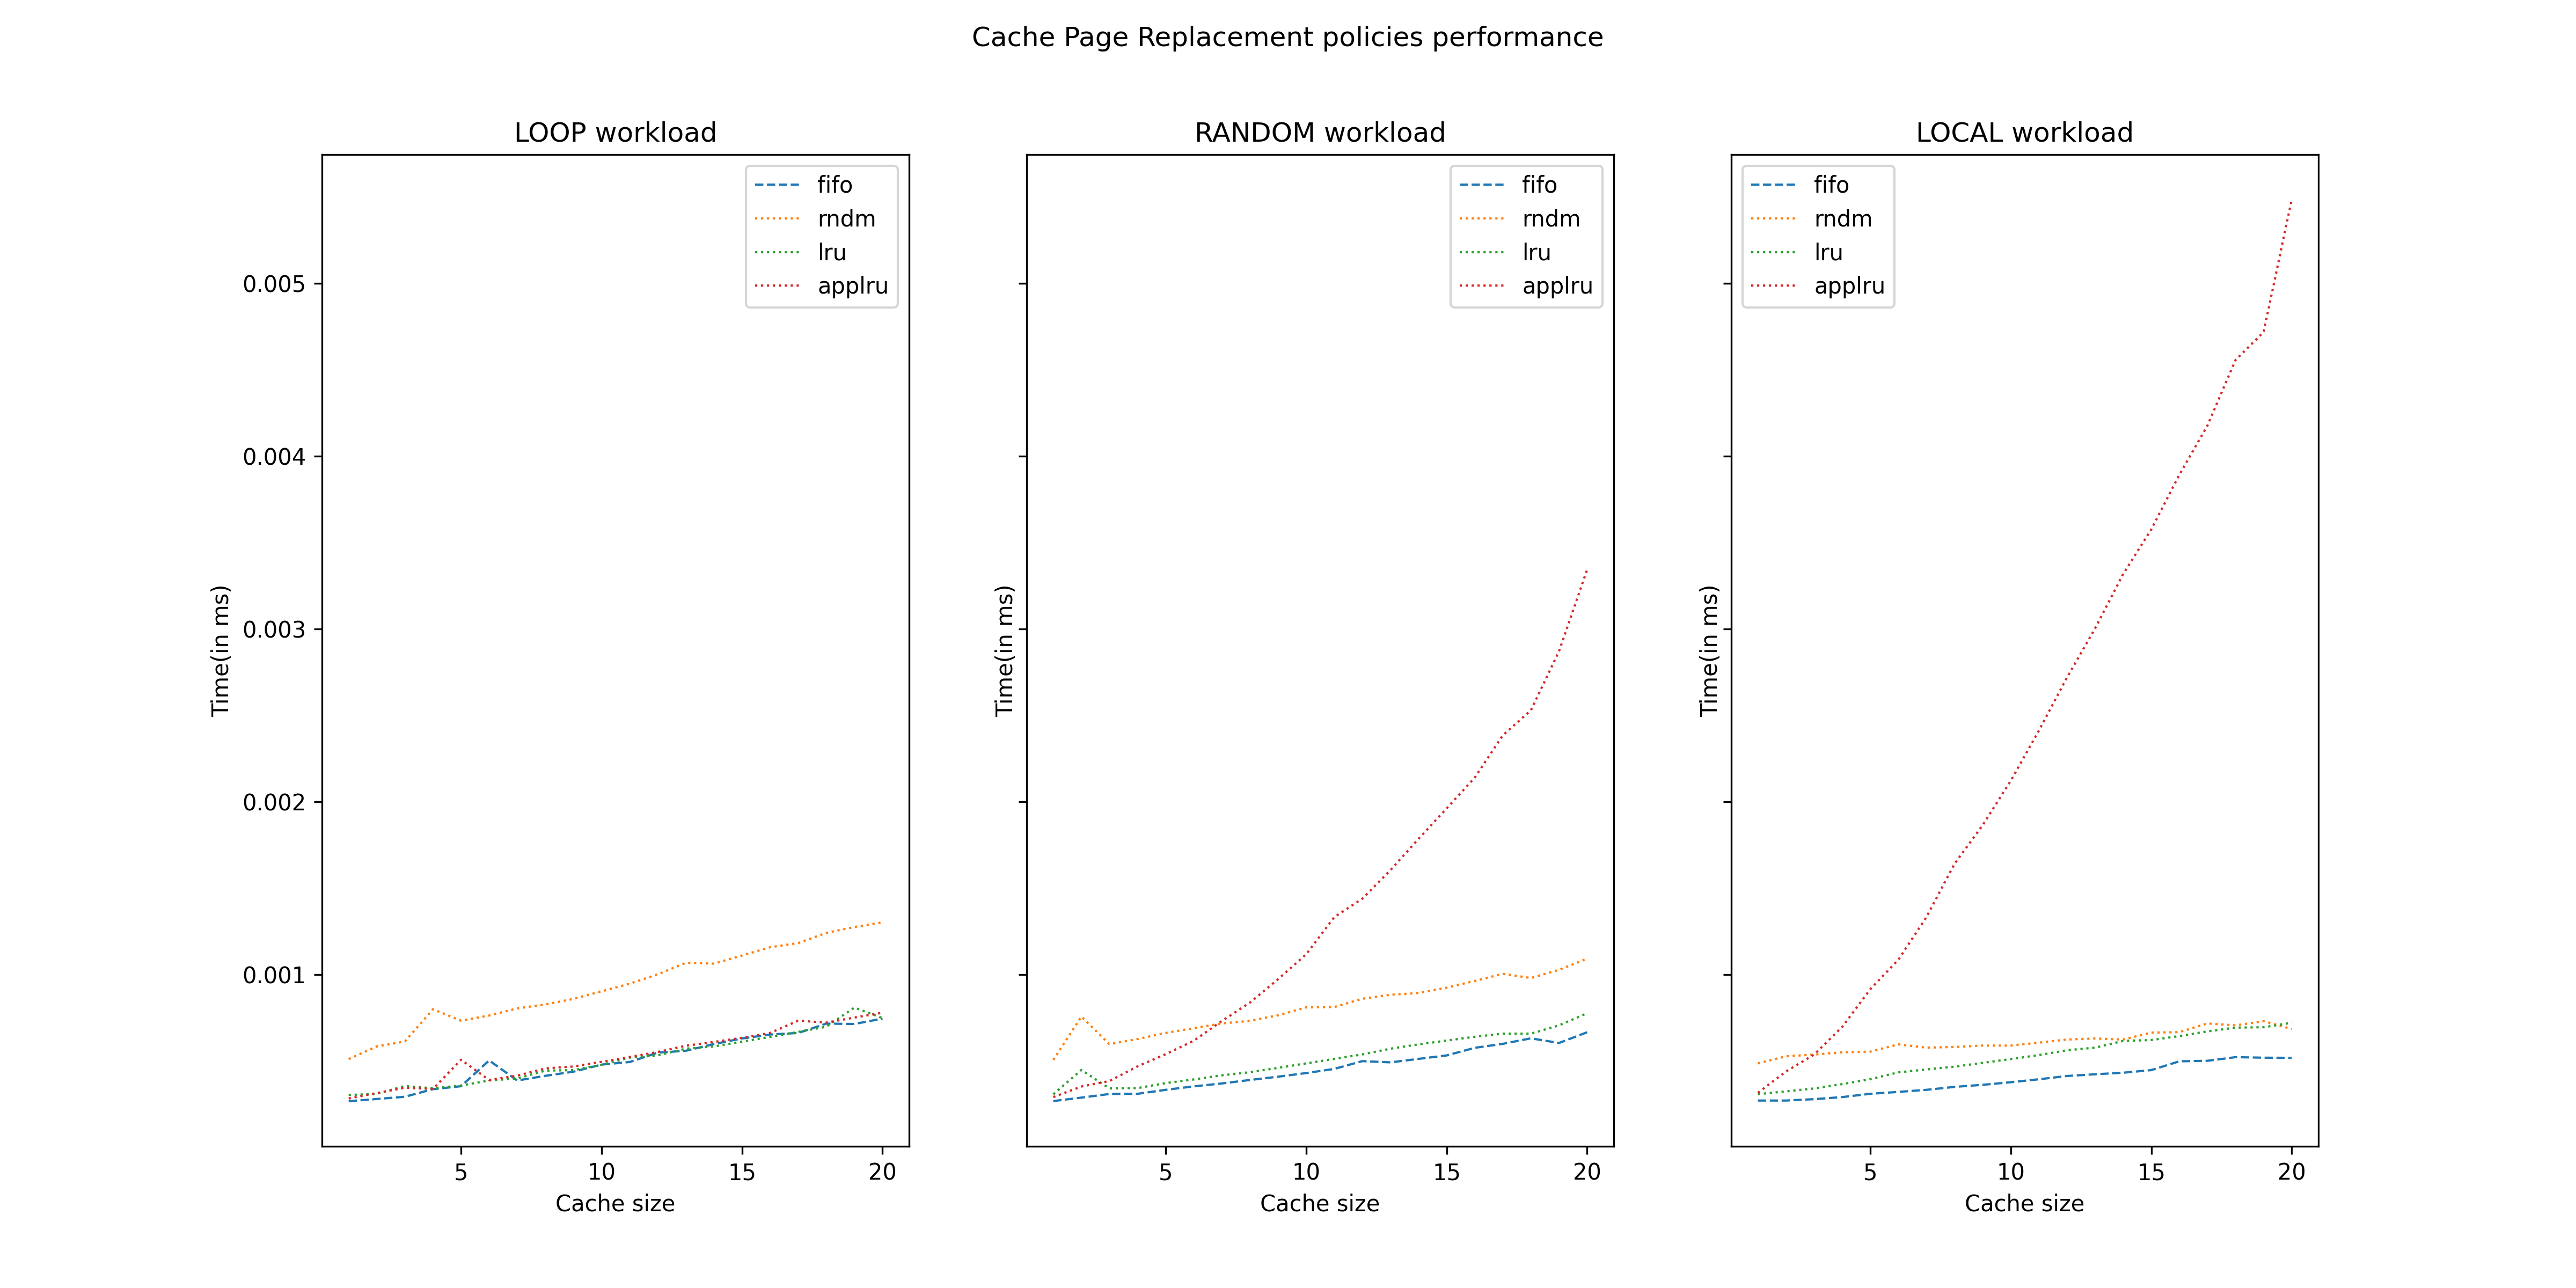 Cache Page Replacement policies performance
LOOP workload
fifo
rndm
lru
applru
0.005
0.004
0.003
0.002
0.001
Time(in ms)
5 10 15 20
Cache size
RANDOM workload
fifo
rndm
lru
applru
Time(in ms)
5 10 15 20
Cache size
LOCAL workload
fifo
rndm
lru
applru
Time(in ms)
5 10 15 20
Cache size